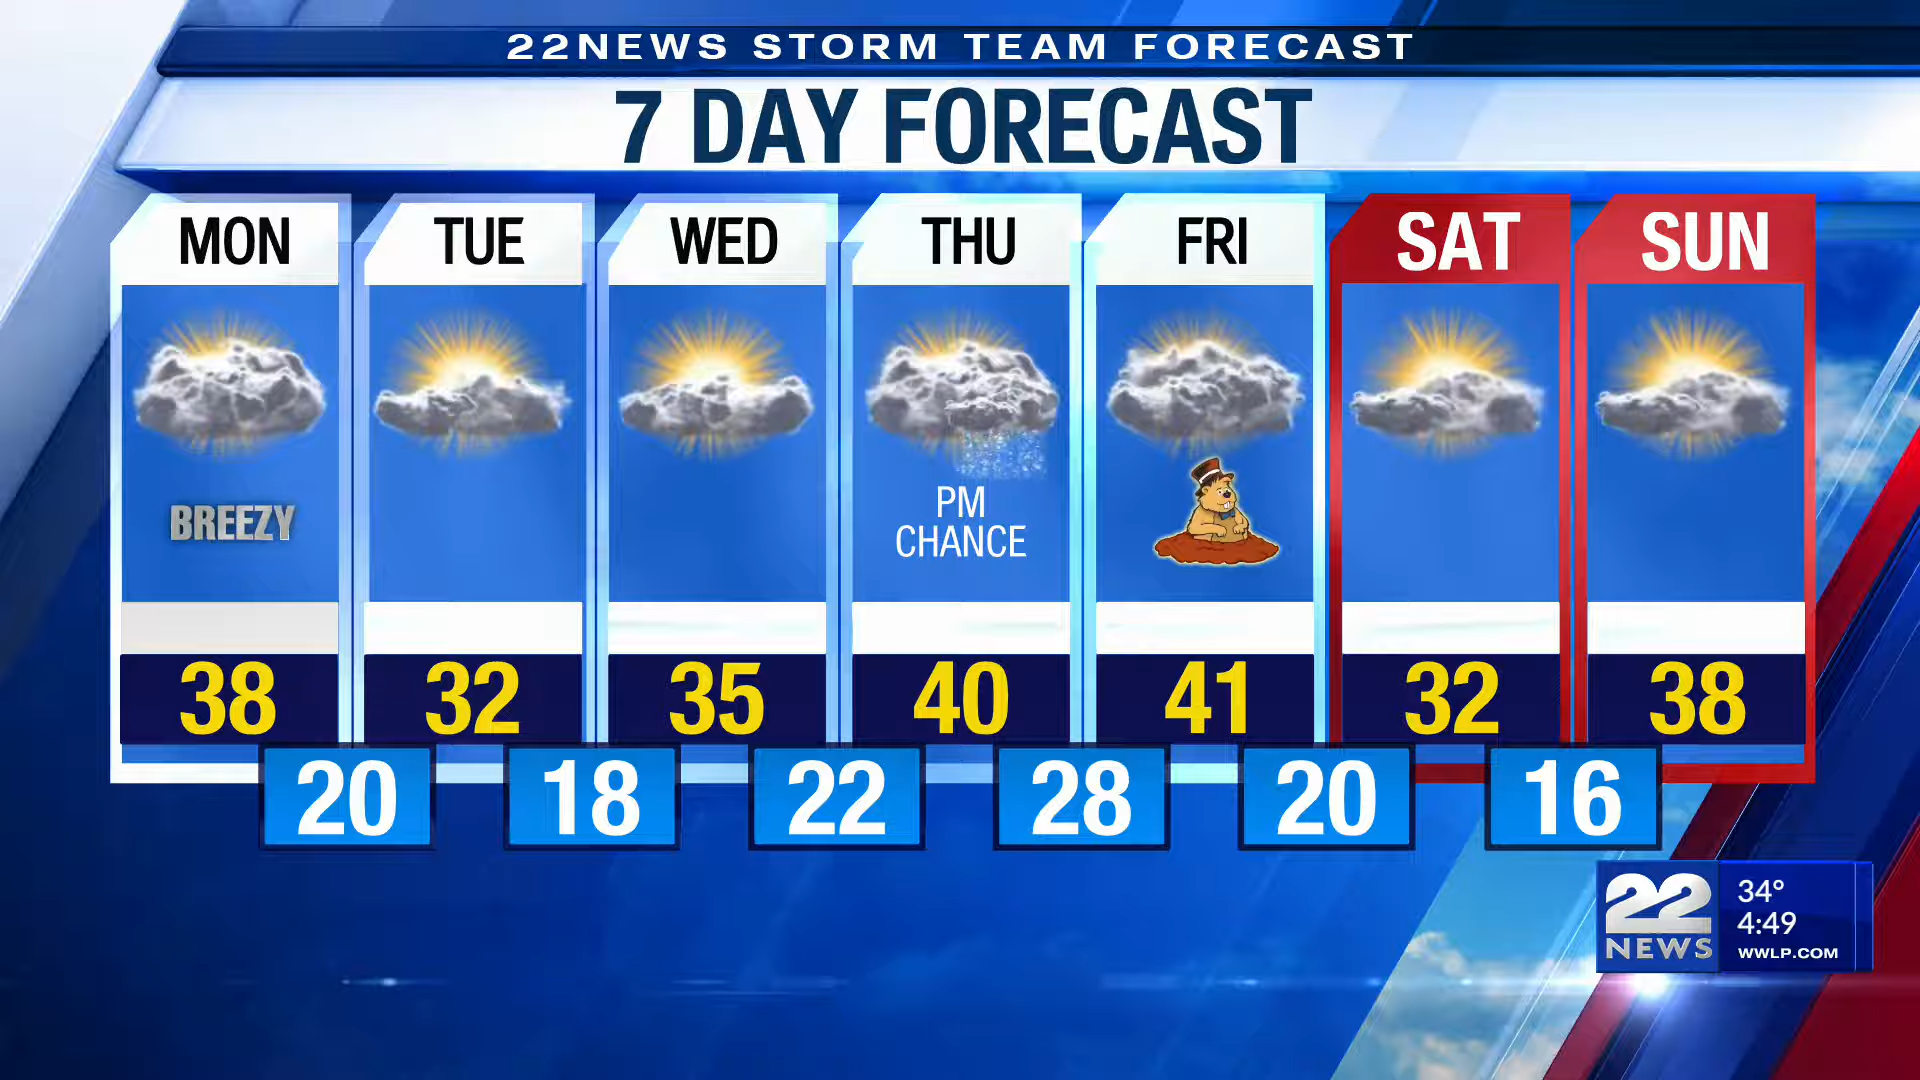 22NEWS STORM TEAM FORECAST
7 DAY FORECAST
MON TUE WED THU FRI SAT SUN
BREEZY
PM
CHANCE
38 32 35 40 41 32 38
20 18 22 28 20 16
22
NEWS
34°
4:49
WWLP.COM